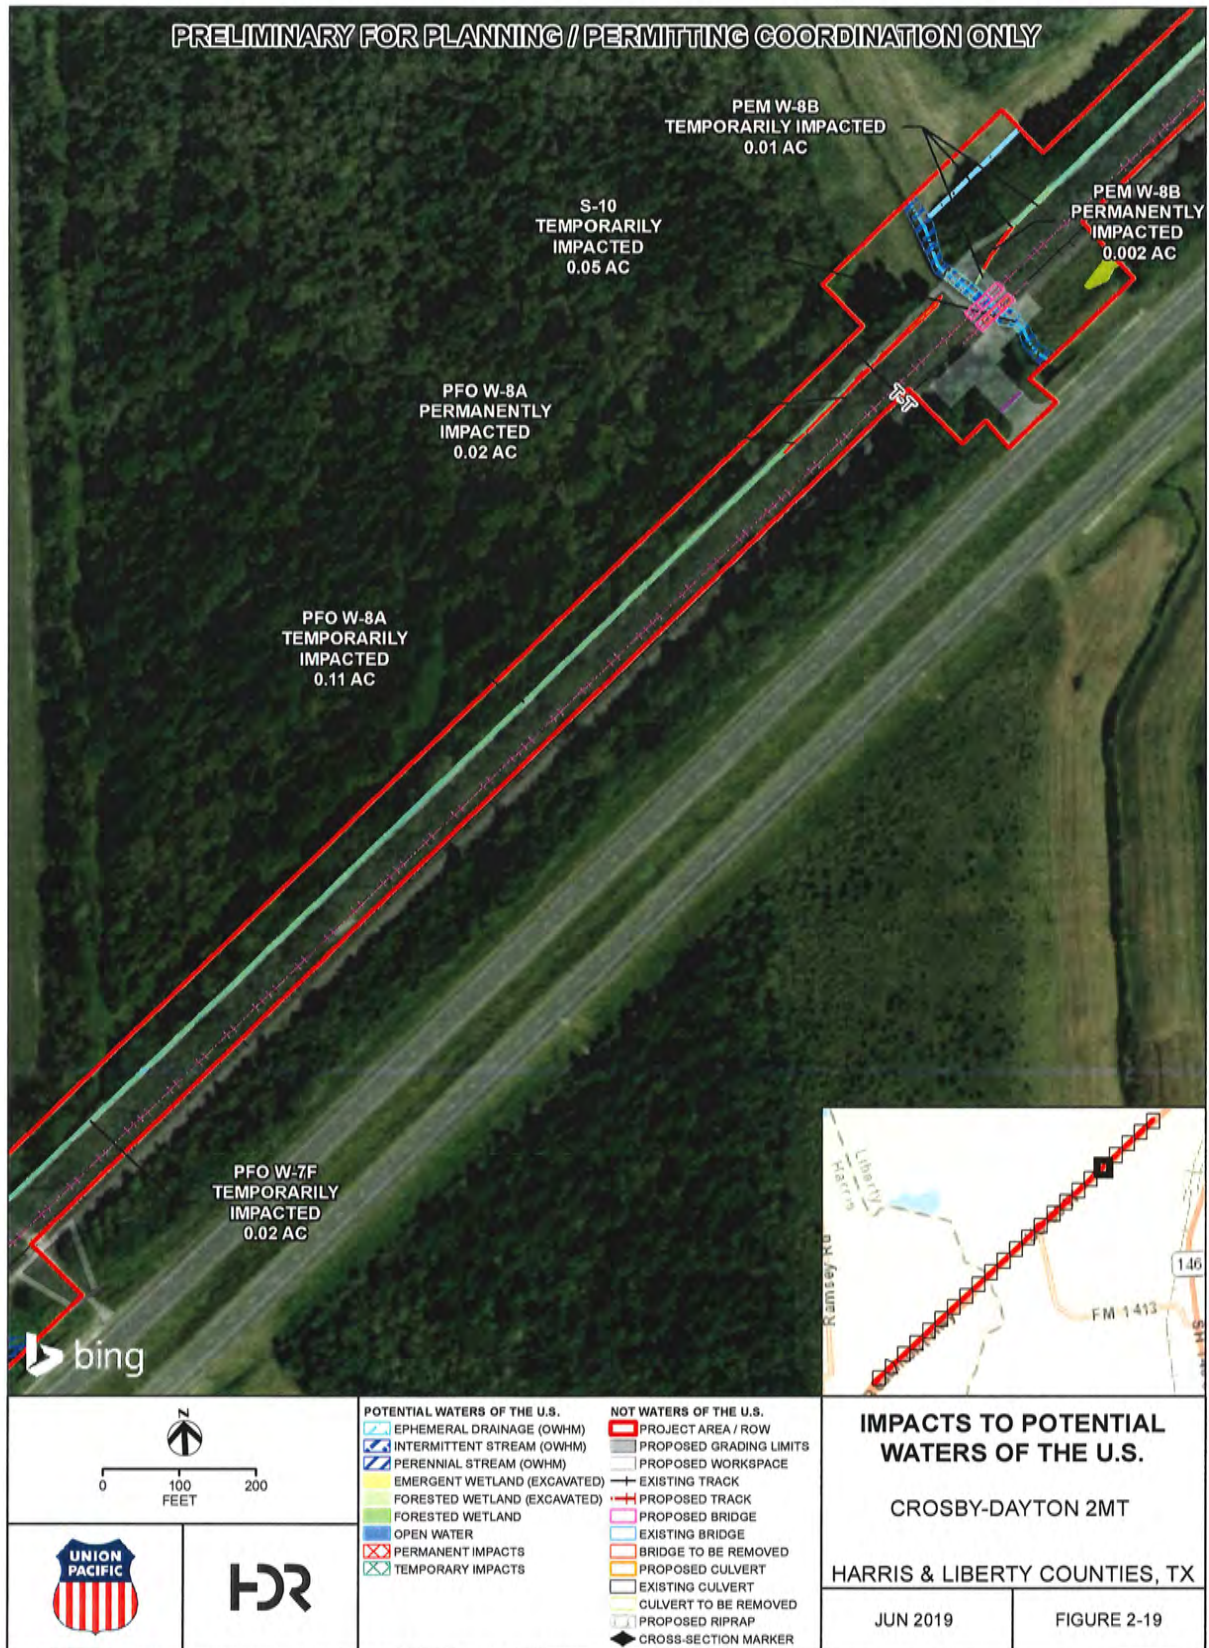 PRELIMINARY FOR PLANNING / PERMITTING COORDINATION ONLY
PEM W-8B
TEMPORARILY IMPACTED
0.01 AC
PEM W-8B
PERMANENTLY
IMPACTED
0.002 AC
S-10
TEMPORARILY
IMPACTED
0.05 AC
T-T
PFO W-8A
PERMANENTLY
IMPACTED
0.02 AC
PFO W-8A
TEMPORARILY
IMPACTED
0.11 AC
PFO W-7F
TEMPORARILY
IMPACTED
0.02 AC
bing
Liberty
Harris
Ramsey Rd
146
FM 1413
N
0 100 200
FEET
UNION
PACIFIC
HDR
POTENTIAL WATERS OF THE U.S.
EPHEMERAL DRAINAGE (OWHM)
INTERMITTENT STREAM (OWHM)
PERENNIAL STREAM (OWHM)
EMERGENT WETLAND (EXCAVATED)
FORESTED WETLAND (EXCAVATED)
FORESTED WETLAND
OPEN WATER
PERMANENT IMPACTS
TEMPORARY IMPACTS
NOT WATERS OF THE U.S.
PROJECT AREA / ROW
PROPOSED GRADING LIMITS
PROPOSED WORKSPACE
EXISTING TRACK
PROPOSED TRACK
PROPOSED BRIDGE
EXISTING BRIDGE
BRIDGE TO BE REMOVED
PROPOSED CULVERT
EXISTING CULVERT
CULVERT TO BE REMOVED
PROPOSED RIPRAP
CROSS-SECTION MARKER
IMPACTS TO POTENTIAL
WATERS OF THE U.S.
CROSBY-DAYTON 2MT
HARRIS & LIBERTY COUNTIES, TX
JUN 2019
FIGURE 2-19